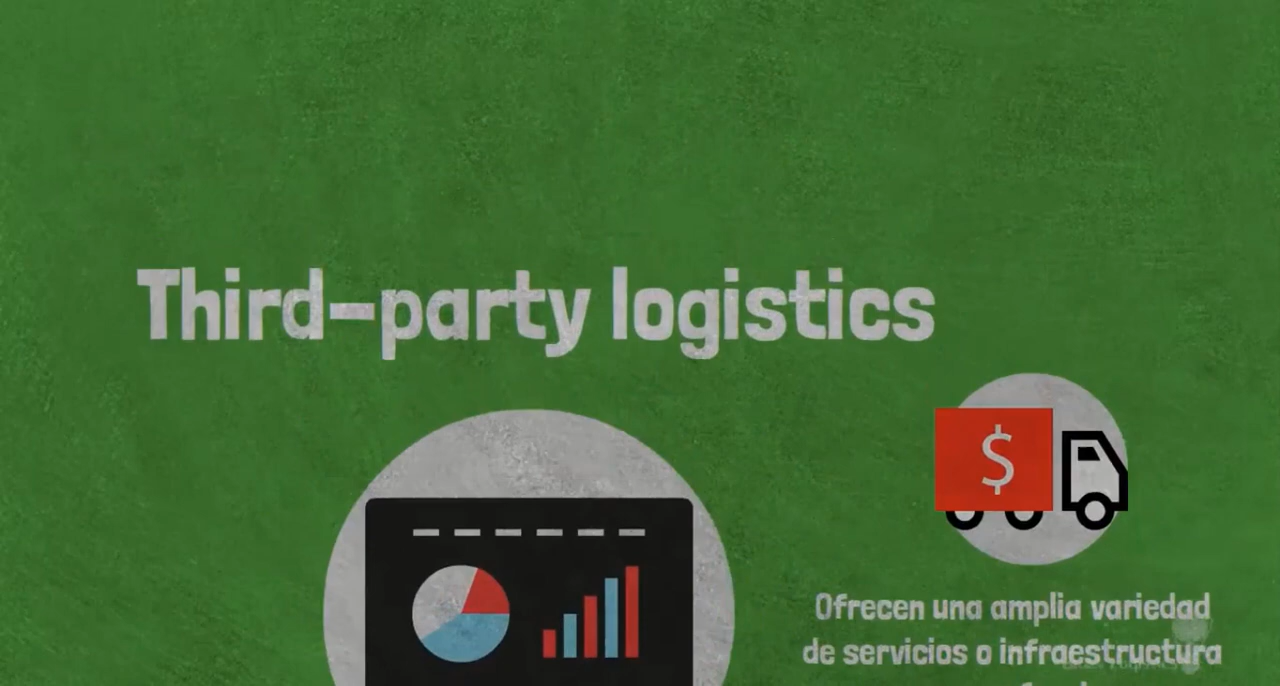 Third-party logistics
$
Ofrecen una amplia variedad
de servicios o infraestructura